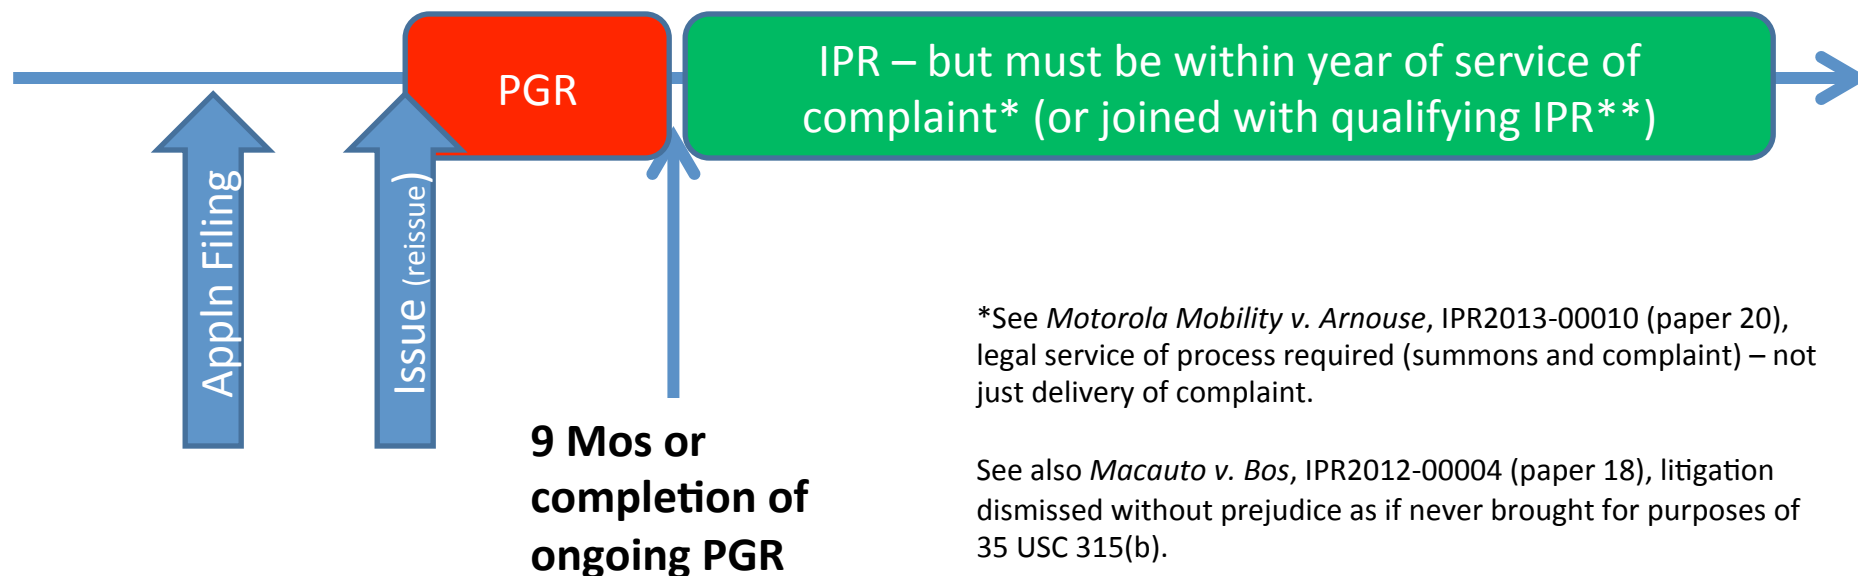 PGR
IPR – but must be within year of service of
complaint* (or joined with qualifying IPR**)
Appln Filing
Issue (reissue)
9 Mos or
completion of
ongoing PGR
*See Motorola Mobility v. Arnouse, IPR2013-00010 (paper 20),
legal service of process required (summons and complaint) – not
just delivery of complaint.
See also Macauto v. Bos, IPR2012-00004 (paper 18), litigation
dismissed without prejudice as if never brought for purposes of
35 USC 315(b).